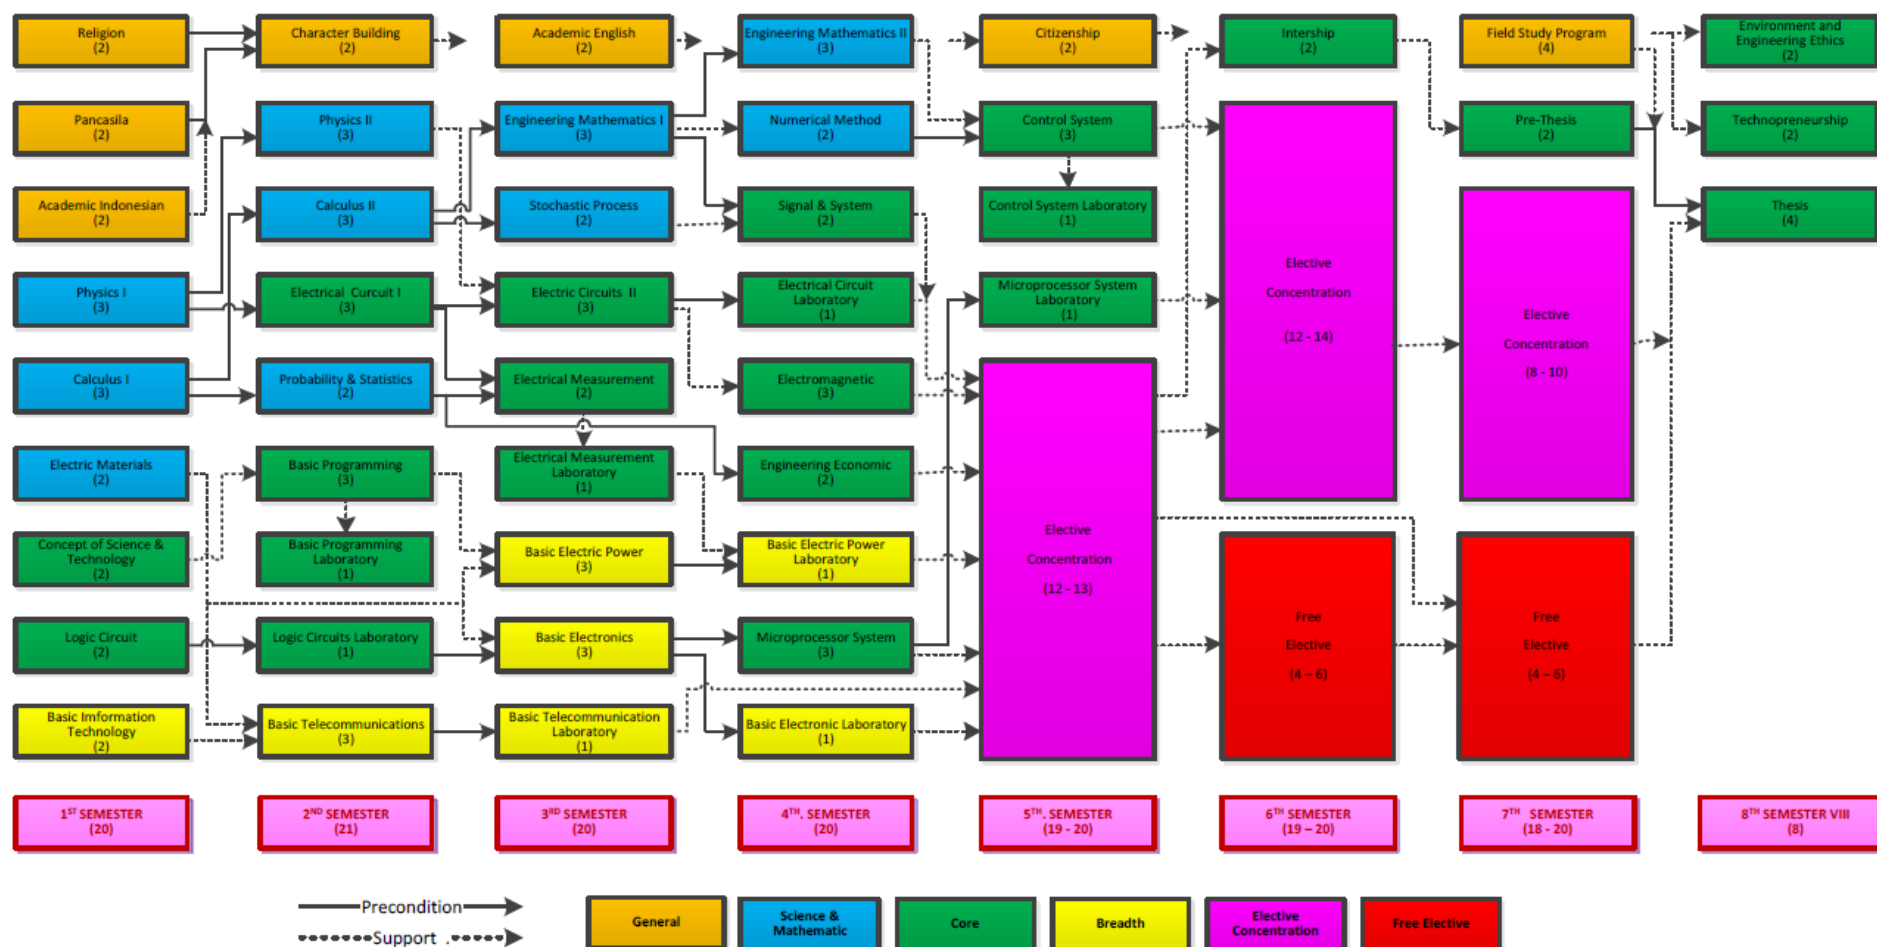 Religion
(2)
Character Building
(2)
Academic English
(2)
Engineering Mathematics II
(3)
Citizenship
(2)
Intership
(2)
Field Study Program
(4)
Environment and
Engineering Ethics
(2)
Pancasila
(2)
Physics II
(3)
Engineering Mathematics I
(3)
Numerical Method
(2)
Control System
(3)
Pre-Thesis
(2)
Technopreneurship
(2)
Academic Indonesian
(2)
Calculus II
(3)
Stochastic Process
(2)
Signal & System
(2)
Control System Laboratory
(1)
Thesis
(4)
Physics I
(3)
Electrical Curcuit I
(3)
Electric Circuits II
(3)
Electrical Circuit
Laboratory
(1)
Microprocessor System
Laboratory
(1)
Elective
Concentration
(12 - 14)
Elective
Concentration
(8 - 10)
Calculus I
(3)
Probability & Statistics
(2)
Electrical Measurement
(2)
Electromagnetic
(3)
Electric Materials
(2)
Basic Programming
(3)
Electrical Measurement
Laboratory
(1)
Engineering Economic
(2)
Concept of Science &
Technology
(2)
Basic Programming
Laboratory
(1)
Basic Electric Power
(3)
Basic Electric Power
Laboratory
(1)
Elective
Concentration
(12 - 13)
Logic Circuit
(2)
Logic Circuits Laboratory
(1)
Basic Electronics
(3)
Microprocessor System
(3)
Free
Elective
(4 – 6)
Free
Elective
(4 – 6)
Basic Imformation
Technology
(2)
Basic Telecommunications
(3)
Basic Telecommunication
Laboratory
(1)
Basic Electronic Laboratory
(1)
1ST SEMESTER
(20)
2ND SEMESTER
(21)
3RD SEMESTER
(20)
4TH. SEMESTER
(20)
5TH. SEMESTER
(19 - 20)
6TH SEMESTER
(19 – 20)
7TH SEMESTER
(18 - 20)
8TH SEMESTER VIII
(8)
Precondition
Support .
General
Science &
Mathematic
Core
Breadth
Elective
Concentration
Free Elective